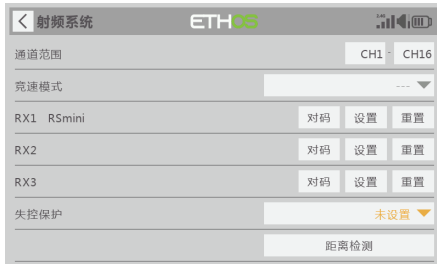 射频系统 ETHOS
通道范围 CH1 - CH16
竞速模式 ---
RX1 RSmini 对码 设置 重置
RX2 对码 设置 重置
RX3 对码 设置 重置
失控保护 未设置
距离检测